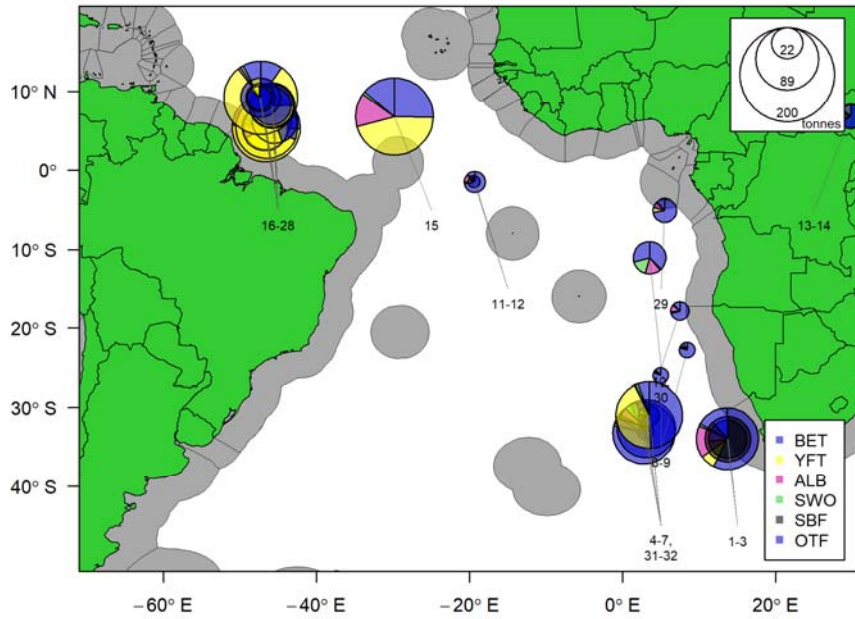 22
89
200
tonnes
10° N
0°
10° S
20° S
30° S
40° S
16-28
15
11-12
13-14
29
30
8-9
4-7,
31-32
1-3
BET
YFT
ALB
SWO
SBF
OTF
−60° E
−40° E
−20° E
0° E
20° E